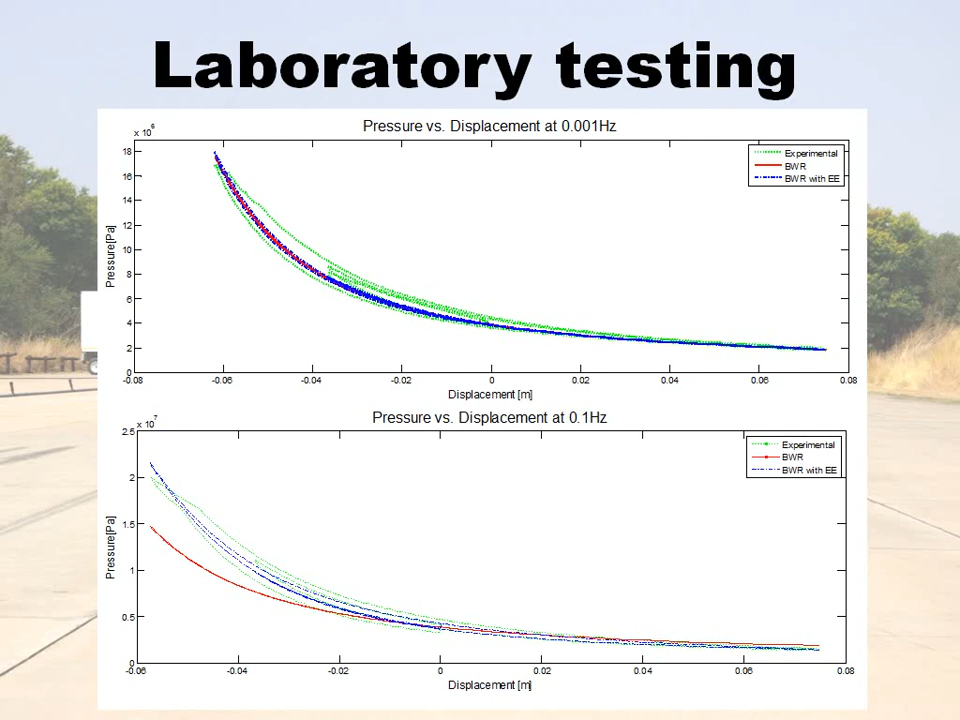 Laboratory testing
Pressure vs. Displacement at 0.001Hz
x 10^6
Experimental
BWR
BWR with EE
Pressure[Pa]
18
16
14
12
10
8
6
4
2
0
-0.08 -0.06 -0.04 -0.02 0 0.02 0.04 0.06 0.08
Displacement [m]
Pressure vs. Displacement at 0.1Hz
x 10^7
Experimental
BWR
BWR with EE
Pressure[Pa]
2.5
2
1.5
1
0.5
0
-0.06 -0.04 -0.02 0 0.02 0.04 0.06 0.08
Displacement [m]